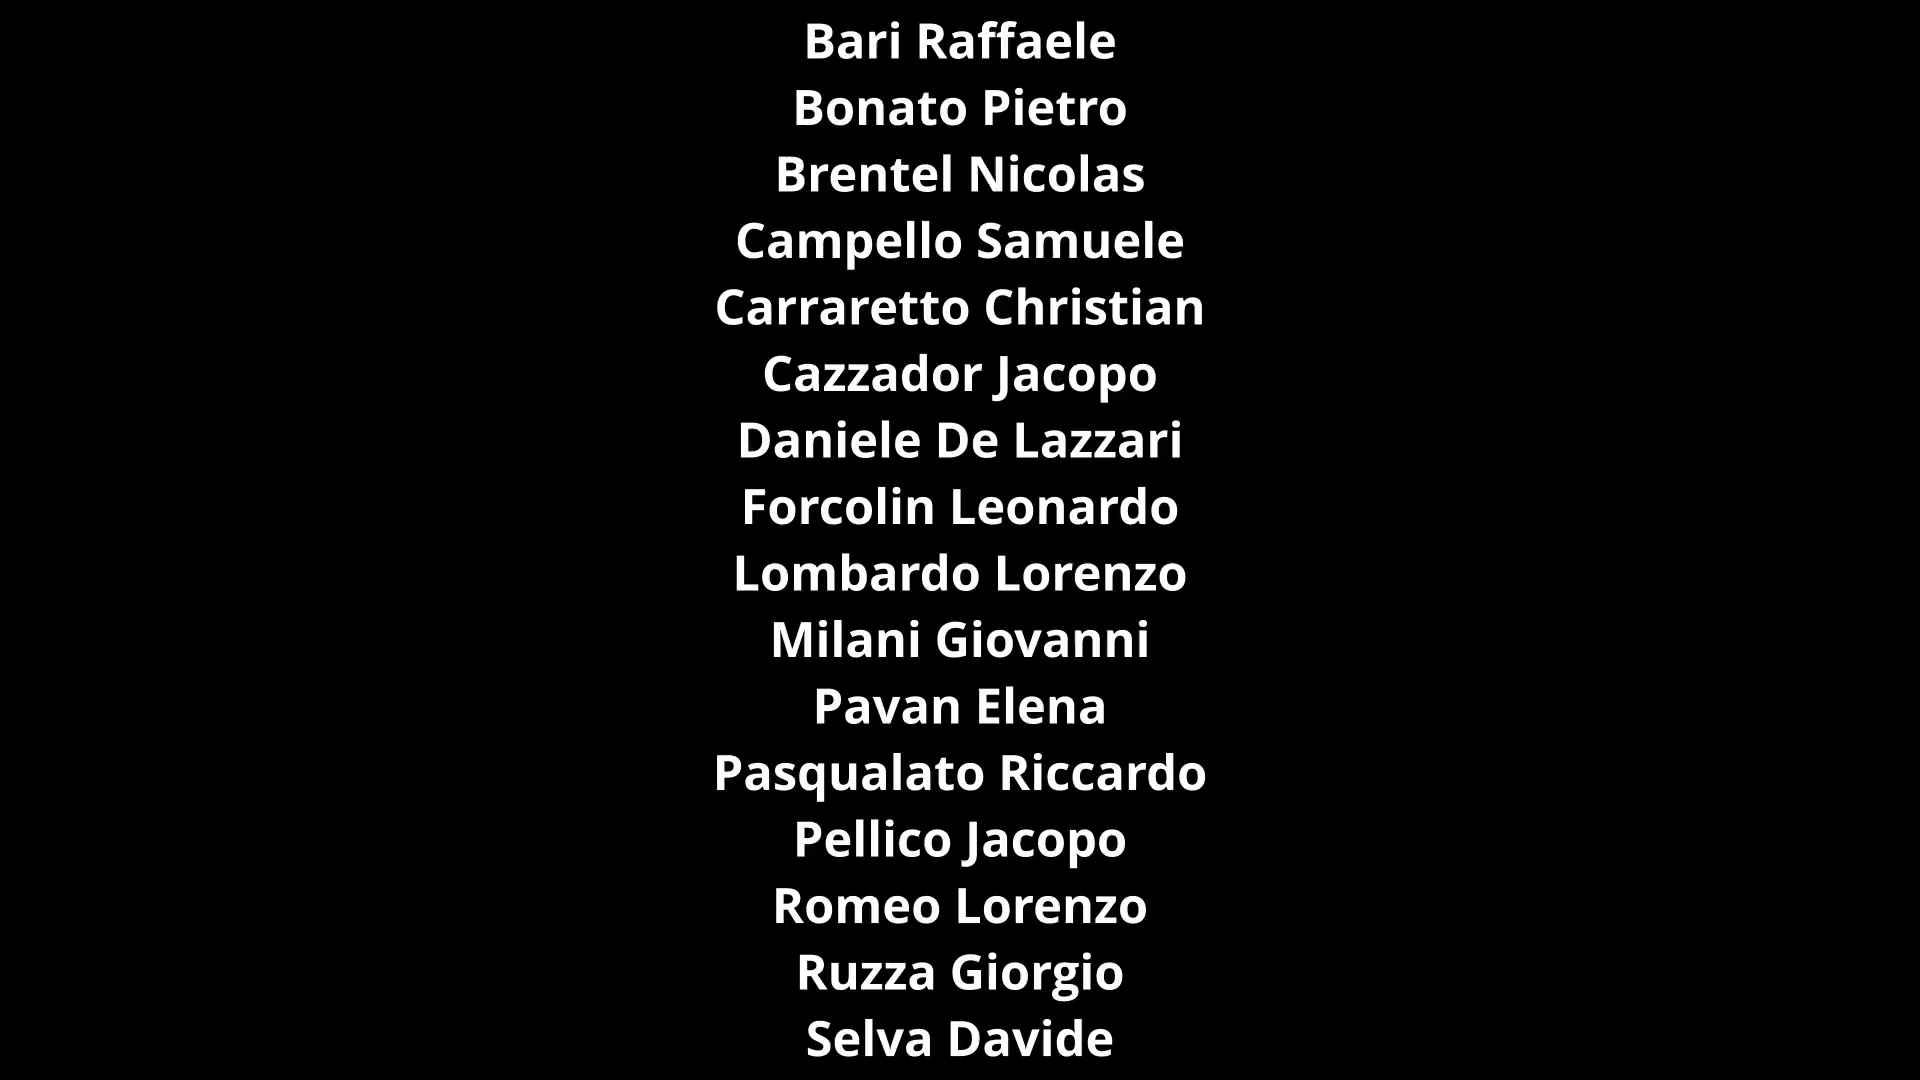 Bari Raffaele
Bonato Pietro
Brentel Nicolas
Campello Samuele
Carraretto Christian
Cazzador Jacopo
Daniele De Lazzari
Forcolin Leonardo
Lombardo Lorenzo
Milani Giovanni
Pavan Elena
Pasqualato Riccardo
Pellico Jacopo
Romeo Lorenzo
Ruzza Giorgio
Selva Davide